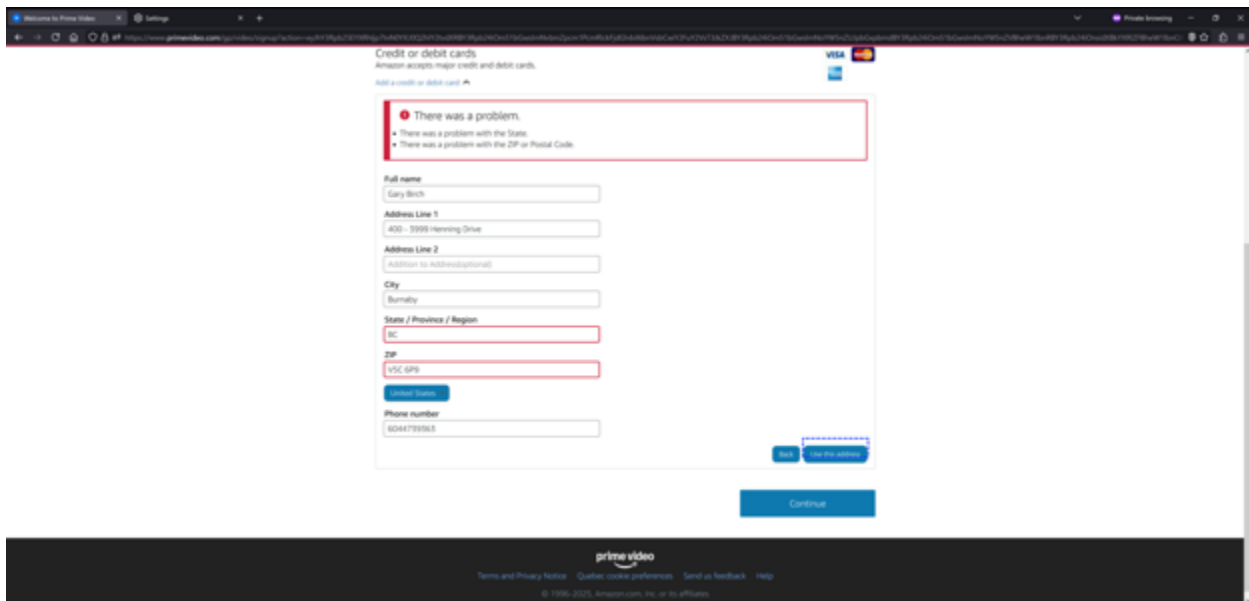 Welcome to Prime Video
Settings
Private browsing
Credit or debit cards
Amazon accepts major credit and debit cards.
VISA
Add a credit or debit card
There was a problem.
There was a problem with the State.
There was a problem with the ZIP or Postal Code.
Full name
Gary Birch
Address Line 1
400 - 3999 Henning Drive
Address Line 2
Addition to Address(optional)
City
Burnaby
State / Province / Region
BC
ZIP
V5C 6P9
United States
Phone number
Back
Use this address
Continue
prime video
Terms and Privacy Notice Quebec cookie preferences Send us feedback Help
© 1996-2025, Amazon.com, Inc. or its affiliates